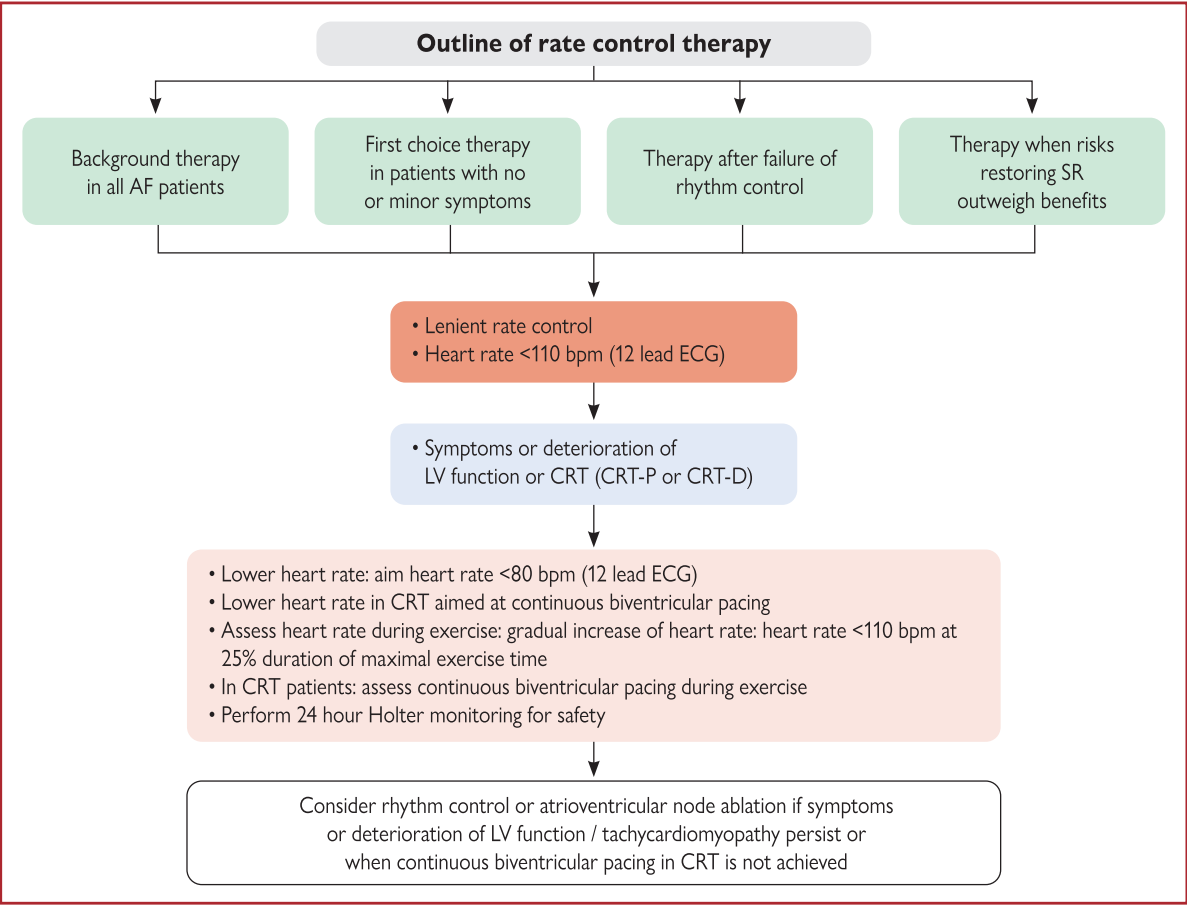 Outline of rate control therapy
Background therapy
in all AF patients
First choice therapy
in patients with no
or minor symptoms
Therapy after failure of
rhythm control
Therapy when risks
restoring SR
outweigh benefits
• Lenient rate control
• Heart rate <110 bpm (12 lead ECG)
• Symptoms or deterioration of
LV function or CRT (CRT-P or CRT-D)
• Lower heart rate: aim heart rate <80 bpm (12 lead ECG)
• Lower heart rate in CRT aimed at continuous biventricular pacing
• Assess heart rate during exercise: gradual increase of heart rate: heart rate <110 bpm at
25% duration of maximal exercise time
• In CRT patients: assess continuous biventricular pacing during exercise
• Perform 24 hour Holter monitoring for safety
Consider rhythm control or atrioventricular node ablation if symptoms
or deterioration of LV function / tachycardiomyopathy persist or
when continuous biventricular pacing in CRT is not achieved